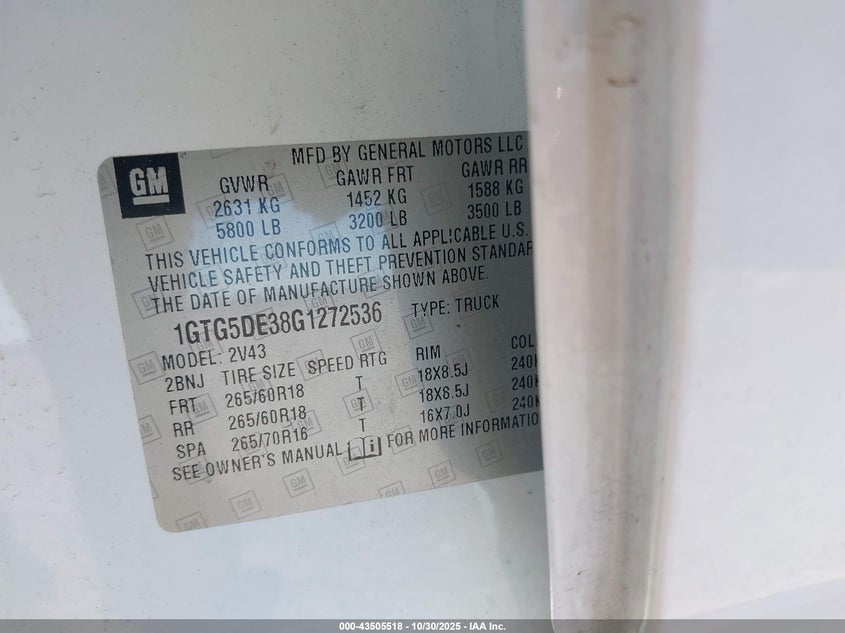 GM
MFD BY GENERAL MOTORS LLC
GVWR GAWR FRT GAWR RR
2631 KG 1452 KG 1588 KG
5800 LB 3200 LB 3500 LB
THIS VEHICLE CONFORMS TO ALL APPLICABLE U.S.
VEHICLE SAFETY AND THEFT PREVENTION STANDAR
THE DATE OF MANUFACTURE SHOWN ABOVE.
1GTG5DE38G1272536 TYPE: TRUCK
MODEL: 2V43
2BNJ TIRE SIZE SPEED RTG RIM COL
FRT 265/60R18 T 18X8.5J 240K
RR 265/60R18 T 18X8.5J 240K
SPA 265/70R16 T 16X7.0J 240K
SEE OWNER'S MANUAL FOR MORE INFORMATIO
000-43505518 - 10/30/2025 - IAA Inc.